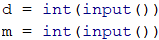 d = int(input())
m = int(input())